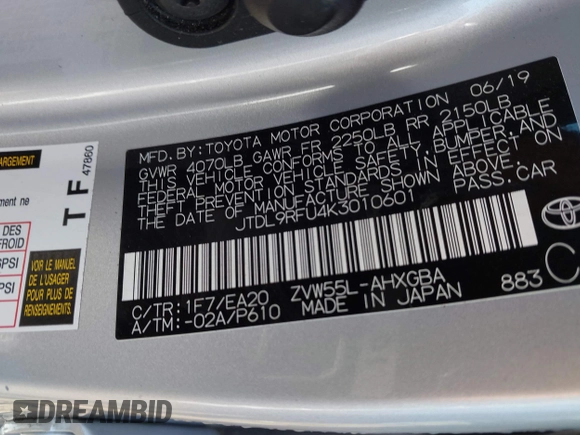 MFD. BY: TOYOTA MOTOR CORPORATION 06/19
GVWR 4070LB GAWR FR 2250LB RR 2150LB
THIS VEHICLE CONFORMS TO ALL APPLICABLE
FEDERAL MOTOR VEHICLE SAFETY, BUMPER, AND
THEFT PREVENTION STANDARDS IN EFFECT ON
THE DATE OF MANUFACTURE SHOWN ABOVE.
JTDL9RFU4K3010601 PASS. CAR
TOYOTA
C/TR: 1F7/EA20 ZVW55L-AHXGBA
A/TM: -02A/P610 MADE IN JAPAN 883
C
ARGEMENT
ment ne
DES
FROID
PSI
PSI
VOIR LE MANUEL
DE L'USAGER
POUR PLUS DE
RENSEIGNEMENTS
T F 47860
DREAMBID